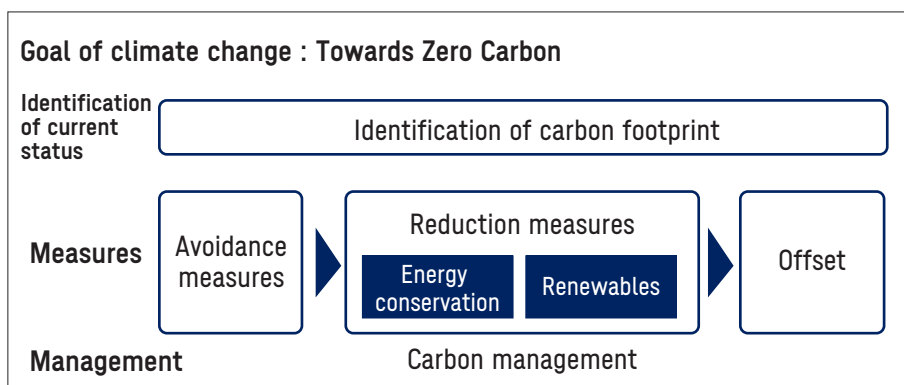 Goal of climate change : Towards Zero Carbon
Identification
of current
status
Identification of carbon footprint
Measures
Avoidance
measures
Reduction measures
Energy
conservation
Renewables
Offset
Management
Carbon management